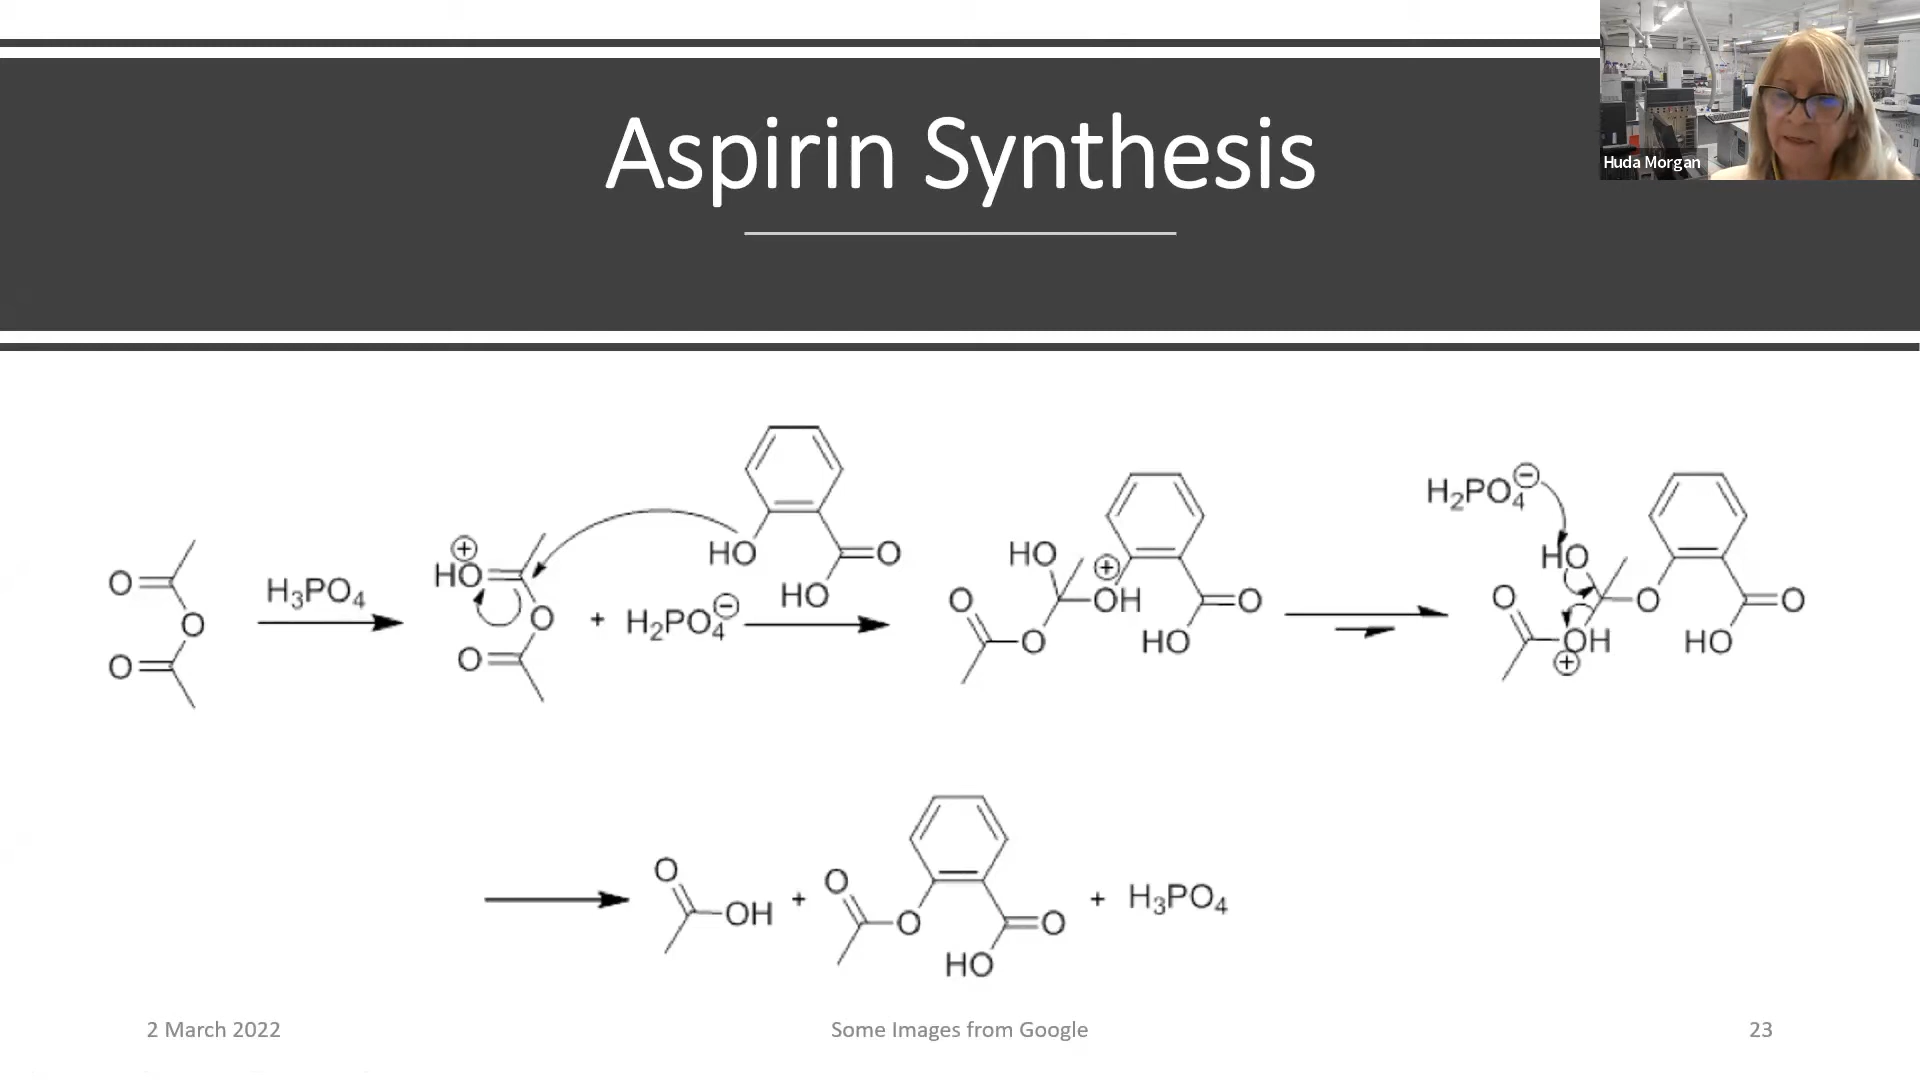 Aspirin Synthesis
Huda Morgan
O
O
O
H₃PO₄
⊕
HO
O
O
+ H₂PO₄⊖
HO
O
HO
HO
⊕
OH
O
O
O
HO
H₂PO₄⊖
HO
O
O
OH
⊕
O
HO
O
OH
+
O
O
O
HO
+ H₃PO₄
2 March 2022
Some Images from Google
23